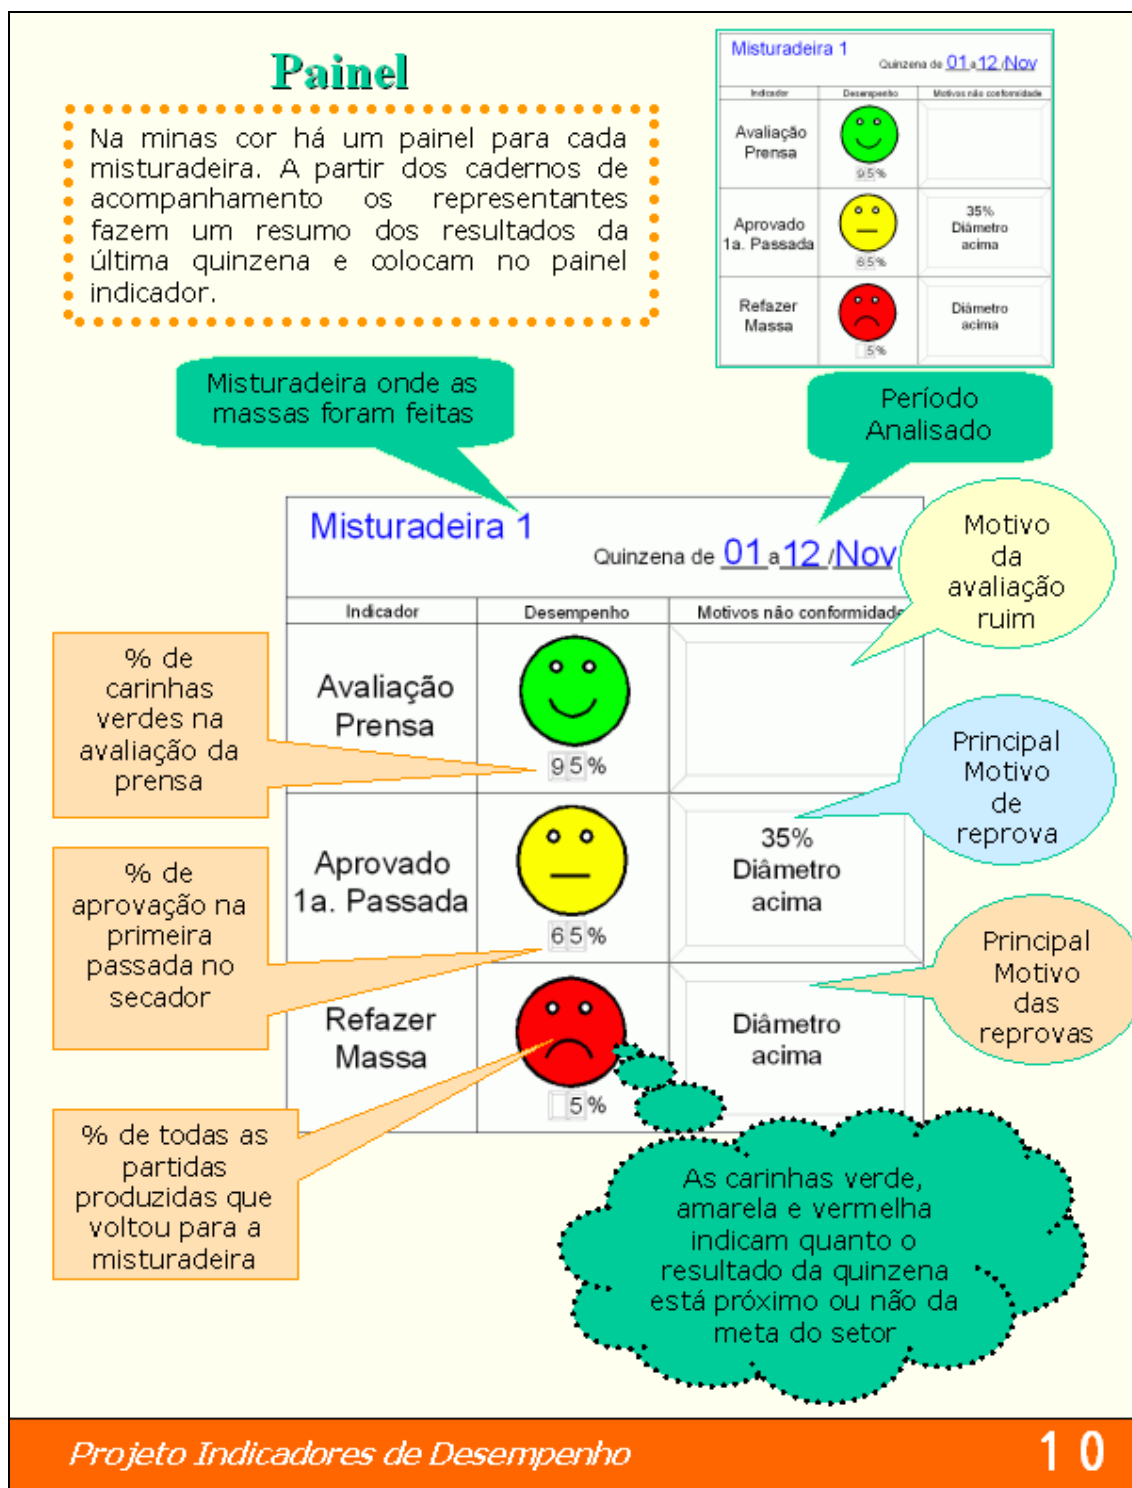 Painel
Na minas cor há um painel para cada
misturadeira. A partir dos cadernos de
acompanhamento os representantes
fazem um resumo dos resultados da
última quinzena e colocam no painel
indicador.
Misturadeira 1
Quinzena de 01 a 12 /Nov
Indicador Desempenho Motivos não conformidade
Avaliação
Prensa
95%
Aprovado
1a. Passada
65%
35%
Diâmetro
acima
Refazer
Massa
5%
Diâmetro
acima
Misturadeira onde as
massas foram feitas
Período
Analisado
Misturadeira 1
Quinzena de 01 a 12 /Nov
Indicador Desempenho Motivos não conformidade
Motivo
da
avaliação
ruim
% de
carinhas
verdes na
avaliação da
prensa
Avaliação
Prensa
95%
Principal
Motivo
de
reprova
% de
aprovação na
primeira
passada no
secador
Aprovado
1a. Passada
65%
35%
Diâmetro
acima
Principal
Motivo
das
reprovas
Refazer
Massa
5%
Diâmetro
acima
% de todas as
partidas
produzidas que
voltou para a
misturadeira
As carinhas verde,
amarela e vermelha
indicam quanto o
resultado da quinzena
está próximo ou não da
meta do setor
Projeto Indicadores de Desempenho 10